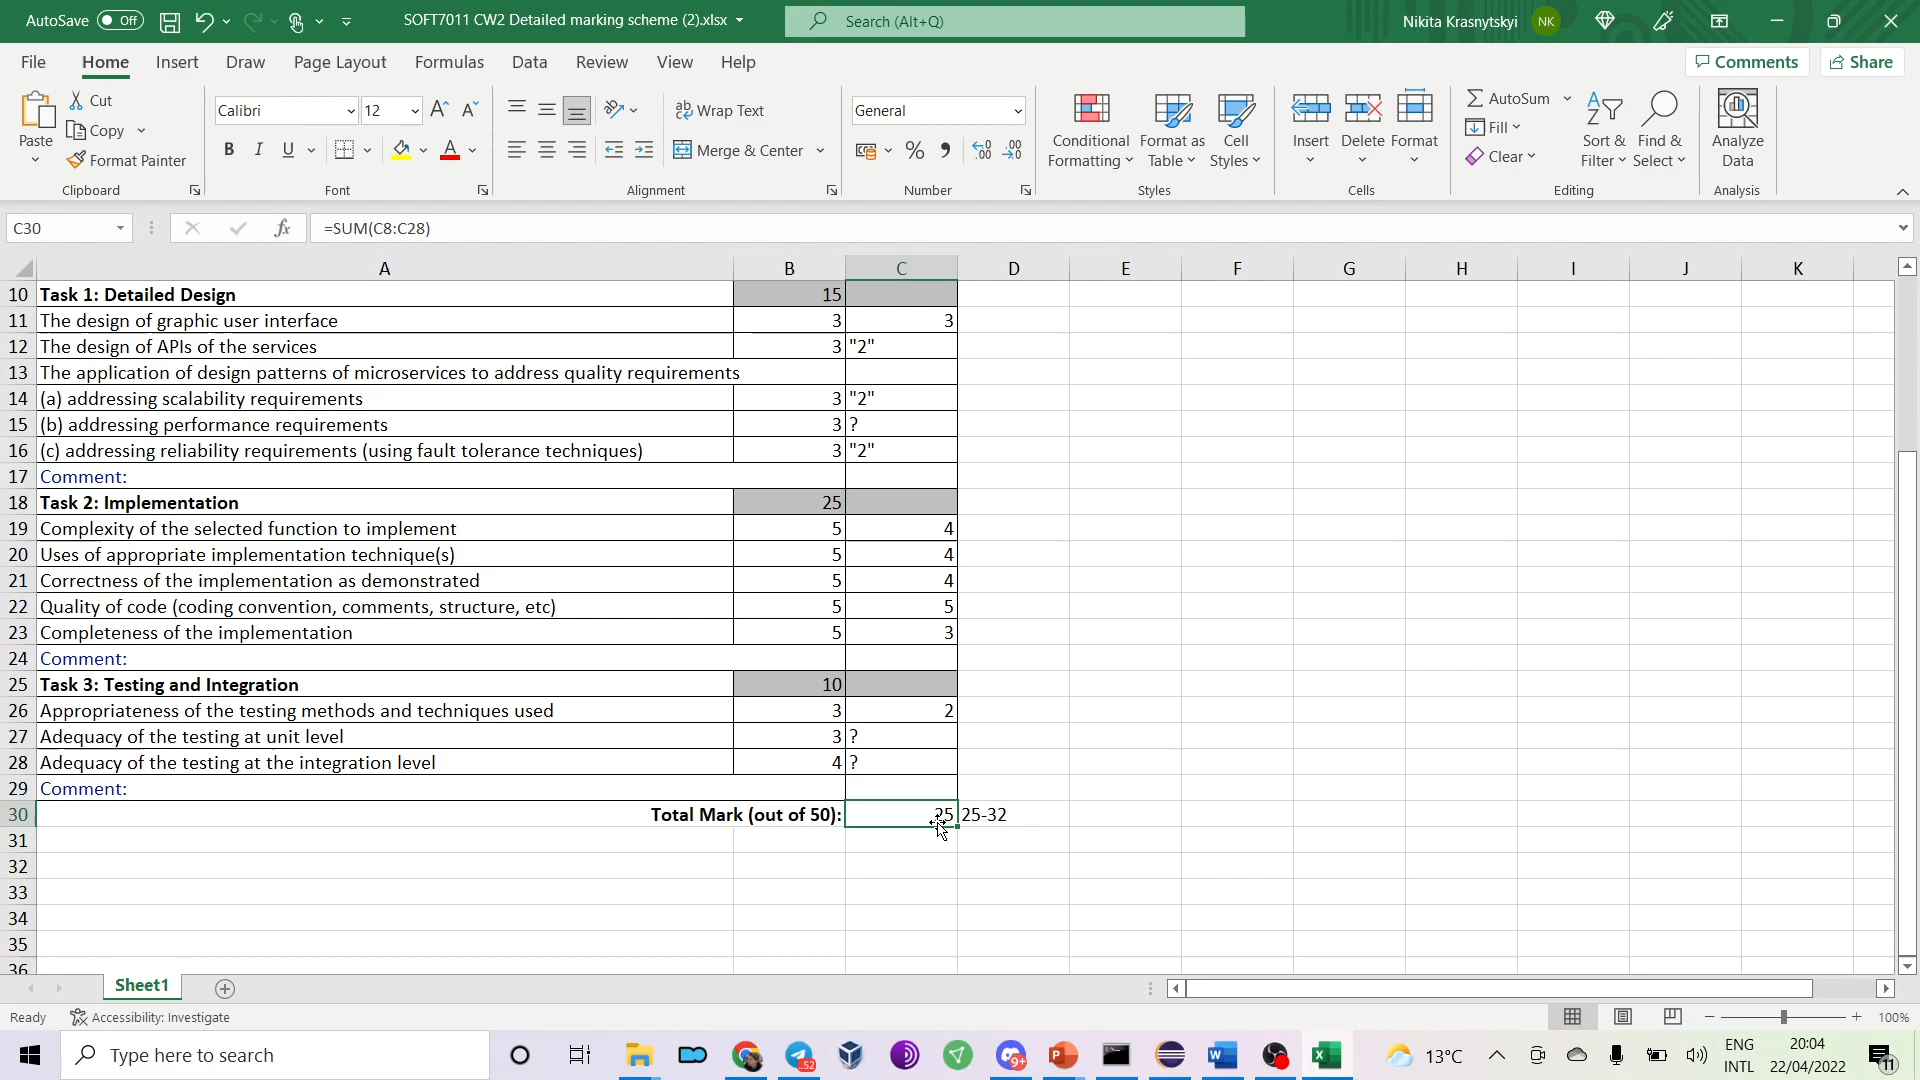 AutoSave Off SOFT7011 CW2 Detailed marking scheme (2).xlsx Search (Alt+Q) Nikita Krasnytskyi NK
File Home Insert Draw Page Layout Formulas Data Review View Help Comments Share
Paste Cut Copy Format Painter Clipboard
Calibri 12 B I U A Font
Wrap Text Merge & Center Alignment
General % Number
Conditional Formatting Format as Table Cell Styles Styles
Insert Delete Format Cells
AutoSum Fill Clear Sort & Filter Find & Select Editing
Analyze Data Analysis
C30 fx =SUM(C8:C28)
A B C D E F G H I J K
10 Task 1: Detailed Design 15
11 The design of graphic user interface 3 3
12 The design of APIs of the services 3 "2"
13 The application of design patterns of microservices to address quality requirements
14 (a) addressing scalability requirements 3 "2"
15 (b) addressing performance requirements 3 ?
16 (c) addressing reliability requirements (using fault tolerance techniques) 3 "2"
17 Comment:
18 Task 2: Implementation 25
19 Complexity of the selected function to implement 5 4
20 Uses of appropriate implementation technique(s) 5 4
21 Correctness of the implementation as demonstrated 5 4
22 Quality of code (coding convention, comments, structure, etc) 5 5
23 Completeness of the implementation 5 3
24 Comment:
25 Task 3: Testing and Integration 10
26 Appropriateness of the testing methods and techniques used 3 2
27 Adequacy of the testing at unit level 3 ?
28 Adequacy of the testing at the integration level 4 ?
29 Comment:
30 Total Mark (out of 50): 25 25-32
31
32
33
34
35
36
Sheet1
Ready Accessibility: Investigate 100%
Type here to search 52 9+ 13°C ENG INTL 20:04 22/04/2022 11